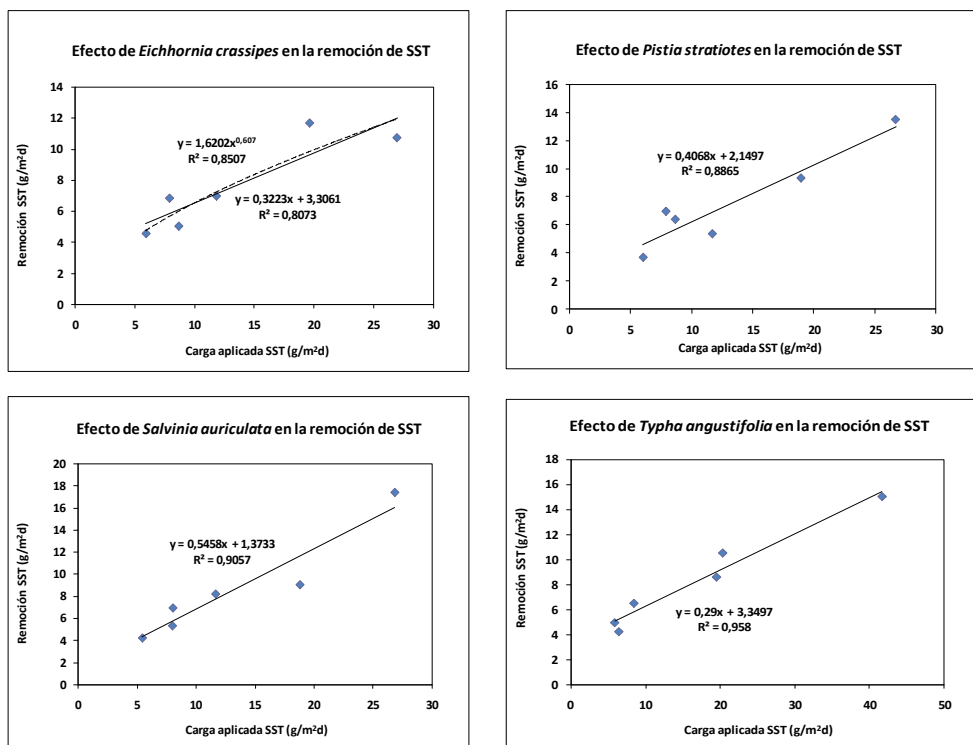 Efecto de Eichhornia crassipes en la remoción de SST
Remoción SST (g/m²d)
14
12
10
8
6
4
2
0
y = 1,6202x^0,607
R² = 0,8507
y = 0,3223x + 3,3061
R² = 0,8073
0 5 10 15 20 25 30
Carga aplicada SST (g/m²d)
Efecto de Pistia stratiotes en la remoción de SST
Remoción SST (g/m²d)
16
14
12
10
8
6
4
2
0
y = 0,4068x + 2,1497
R² = 0,8865
0 5 10 15 20 25 30
Carga aplicada SST (g/m²d)
Efecto de Salvinia auriculata en la remoción de SST
Remoción SST (g/m²d)
20
18
16
14
12
10
8
6
4
2
0
y = 0,5458x + 1,3733
R² = 0,9057
0 5 10 15 20 25 30
Carga aplicada SST (g/m²d)
Efecto de Typha angustifolia en la remoción de SST
Remoción SST (g/m²d)
18
16
14
12
10
8
6
4
2
0
y = 0,29x + 3,3497
R² = 0,958
0 10 20 30 40 50
Carga aplicada SST (g/m²d)